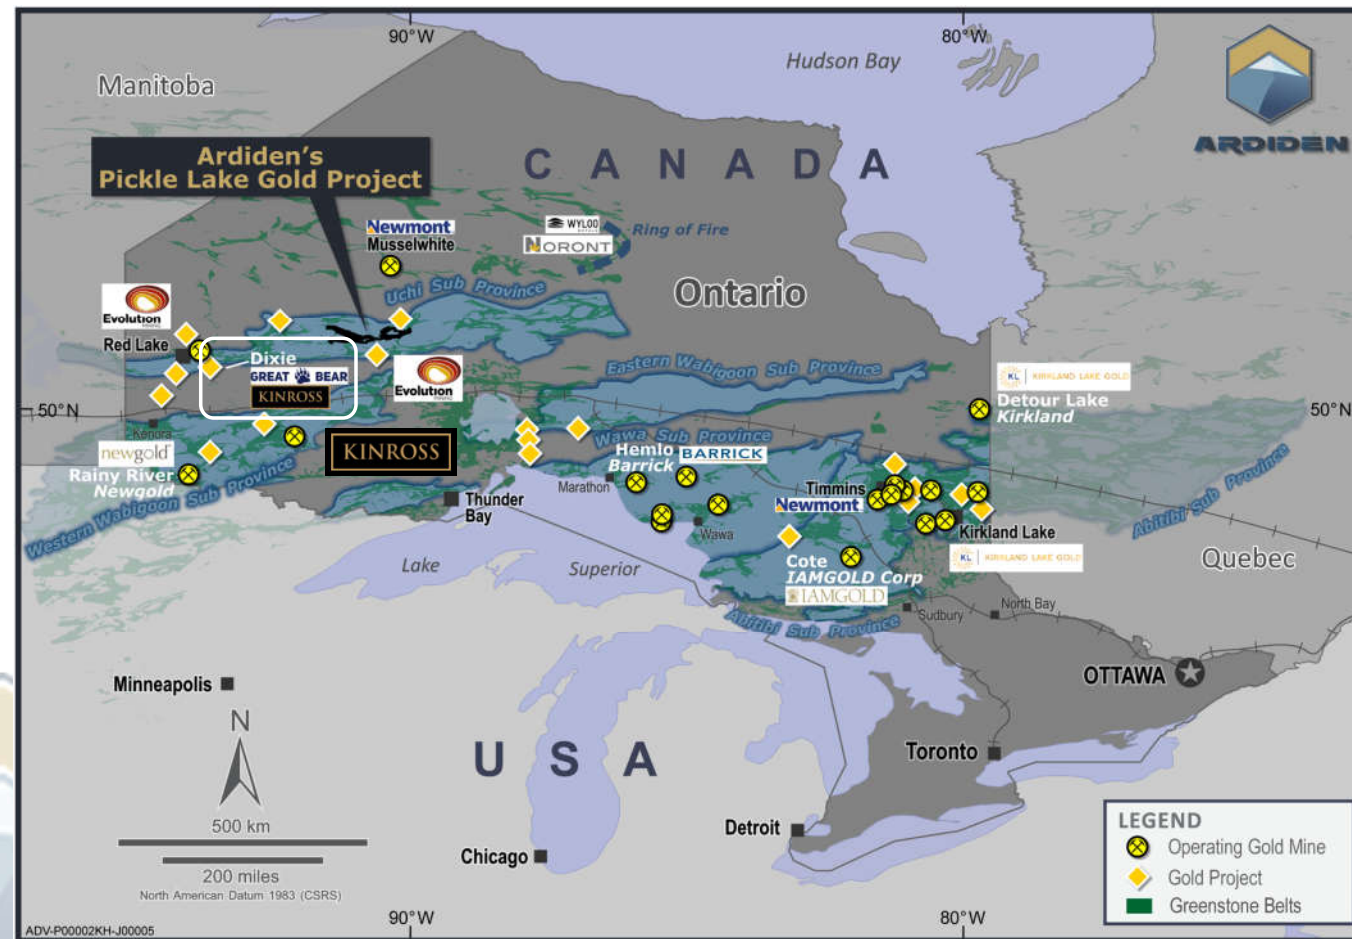 90°W
80°W
Hudson Bay
Manitoba
ARDIDEN
Ardiden's
Pickle Lake Gold Project
CANADA
Newmont
Musselwhite
WYLOO
NORONT
Ring of Fire
Uchi Sub Province
Ontario
Evolution
MINING
Red Lake
Dixie
GREAT BEAR
KINROSS
Evolution
Eastern Wabigoon Sub Province
KL KIRKLAND LAKE GOLD
Detour Lake
Kirkland
50°N
50°N
Kenora
newgold
Rainy River
Newgold
Western Wabigoon Sub Province
KINROSS
Wawa Sub Province
Hemlo
Barrick
BARRICK
Marathon
Thunder
Bay
Timmins
Newmont
Abitibi Sub Province
Wawa
Kirkland Lake
KL KIRKLAND LAKE GOLD
Quebec
Lake Superior
Cote
IAMGOLD Corp
IAMGOLD
Abitibi Sub Province
Sudbury
North Bay
OTTAWA
Minneapolis
N
USA
Toronto
500 km
200 miles
North American Datum 1983 (CSRS)
Detroit
Chicago
LEGEND
Operating Gold Mine
Gold Project
Greenstone Belts
90°W
80°W
ADV-P00002KH-J00005